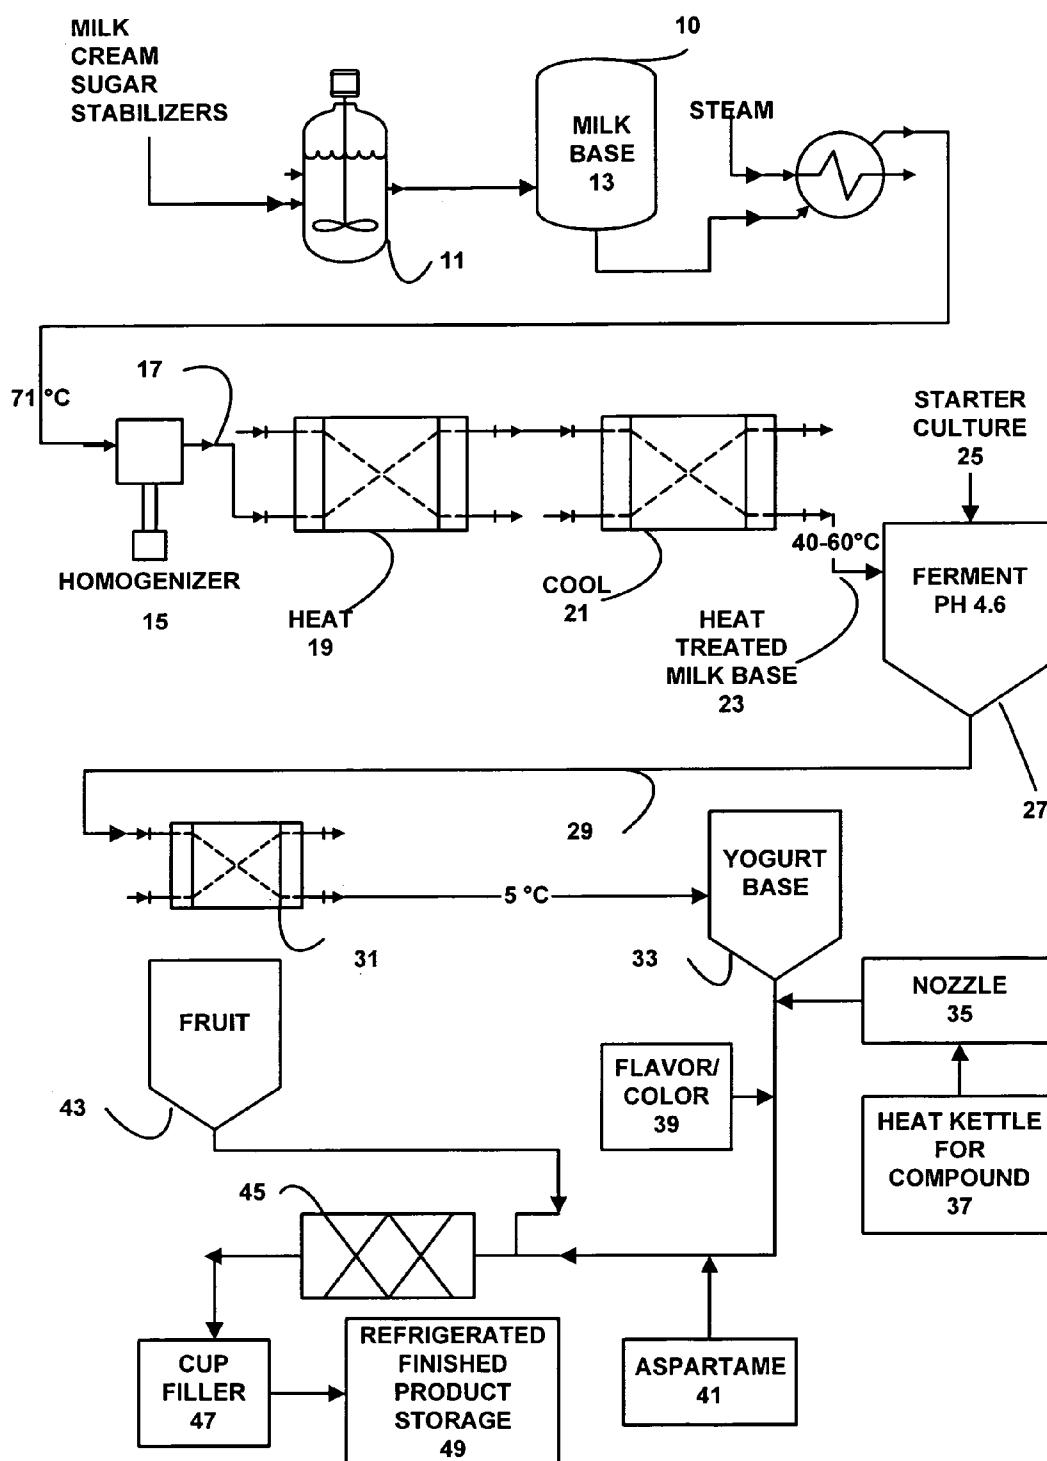 MILK
CREAM
SUGAR
STABILIZERS
10
MILK
BASE
13
STEAM
11
71 °C
17
HOMOGENIZER
15
HEAT
19
COOL
21
40-60°C
HEAT
TREATED
MILK BASE
23
STARTER
CULTURE
25
FERMENT
PH 4.6
27
29
31
5 °C
YOGURT
BASE
33
NOZZLE
35
HEAT KETTLE
FOR
COMPOUND
37
FLAVOR/
COLOR
39
FRUIT
43
45
ASPARTAME
41
CUP
FILLER
47
REFRIGERATED
FINISHED
PRODUCT
STORAGE
49